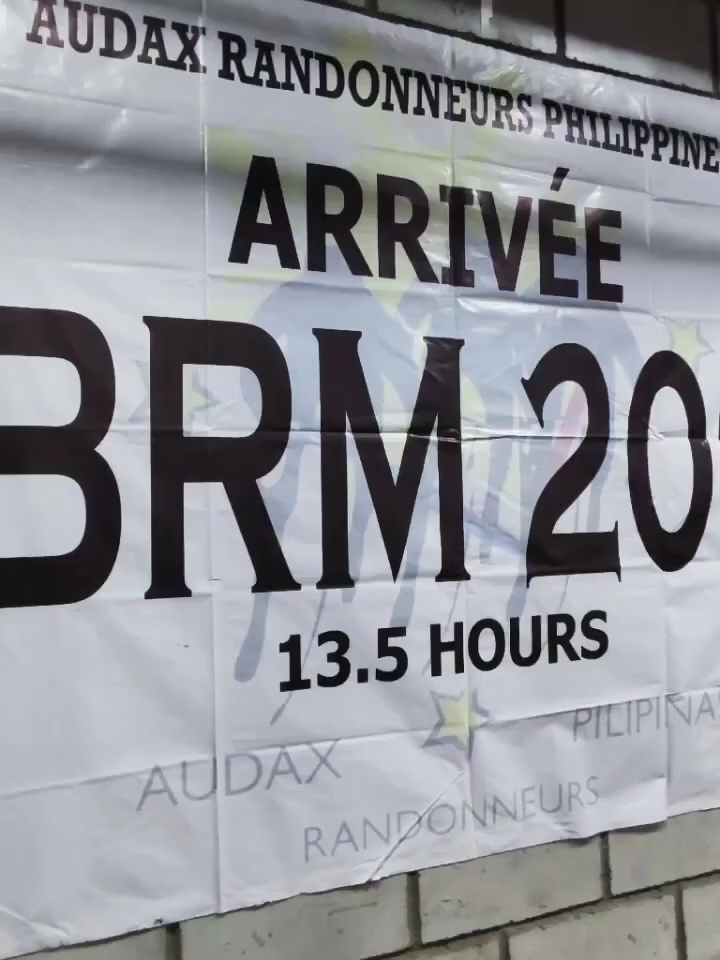 AUDAX RANDONNEURS PHILIPPINE
ARRIVÉE
BRM 20
13.5 HOURS
AUDAX
RANDONNEURS
PILIPINAS